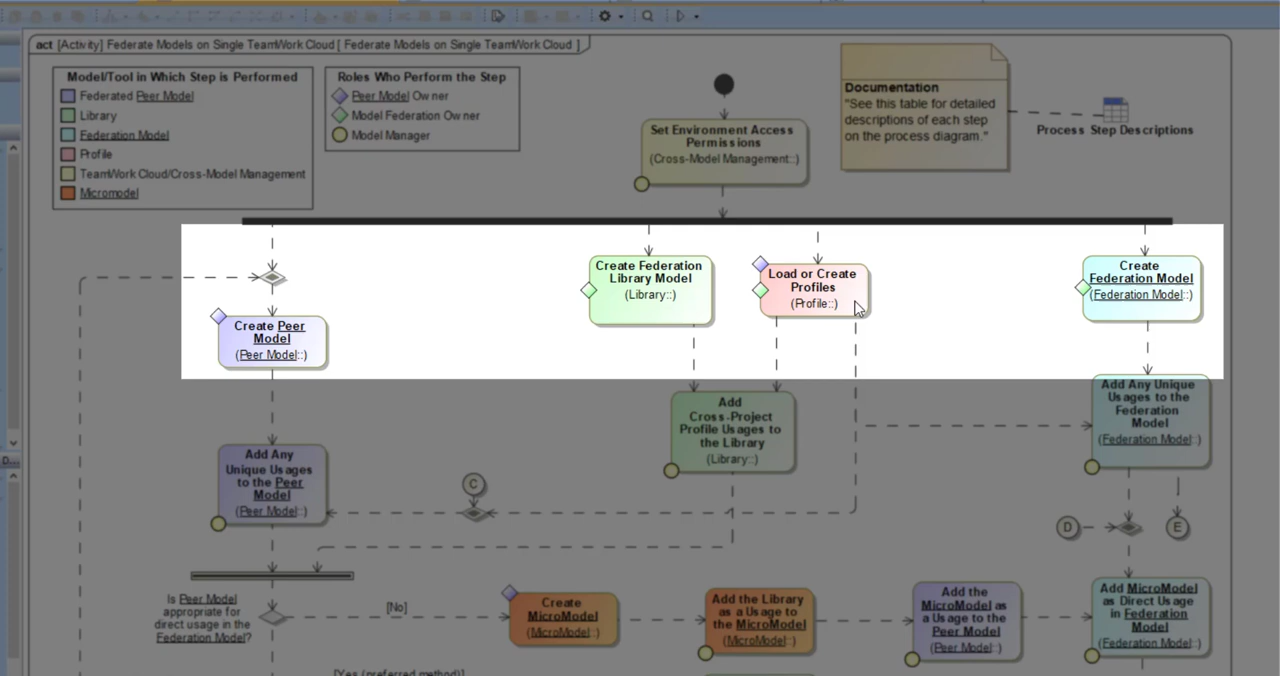 act [Activity] Federate Models on Single TeamWork Cloud [ Federate Models on Single TeamWork Cloud ]
Model/Tool in Which Step is Performed
Federated Peer Model
Library
Federation Model
Profile
TeamWork Cloud/Cross-Model Management
Micromodel
Roles Who Perform the Step
Peer Model Owner
Model Federation Owner
Model Manager
Set Environment Access
Permissions
(Cross-Model Management::)
Documentation
"See this table for detailed
descriptions of each step
on the process diagram."
Process Step Descriptions
Create Peer
Model
(Peer Model::)
Create Federation
Library Model
(Library::)
Load or Create
Profiles
(Profile::)
Create
Federation Model
(Federation Model::)
Add
Cross-Project
Profile Usages to
the Library
(Library::)
Add Any Unique
Usages to the
Federation
Model
(Federation Model::)
Add Any
Unique Usages
to the Peer
Model
(Peer Model::)
C
D
E
Is Peer Model
appropriate for
direct usage in the
Federation Model?
[No]
Create
MicroModel
(MicroModel::)
Add the Library
as a Usage to
the MicroModel
(MicroModel::)
Add the
MicroModel as
a Usage to the
Peer Model
(Peer Model::)
Add MicroModel
as Direct Usage
in Federation
Model
(Federation Model::)
[Yes (preferred method)]
D...